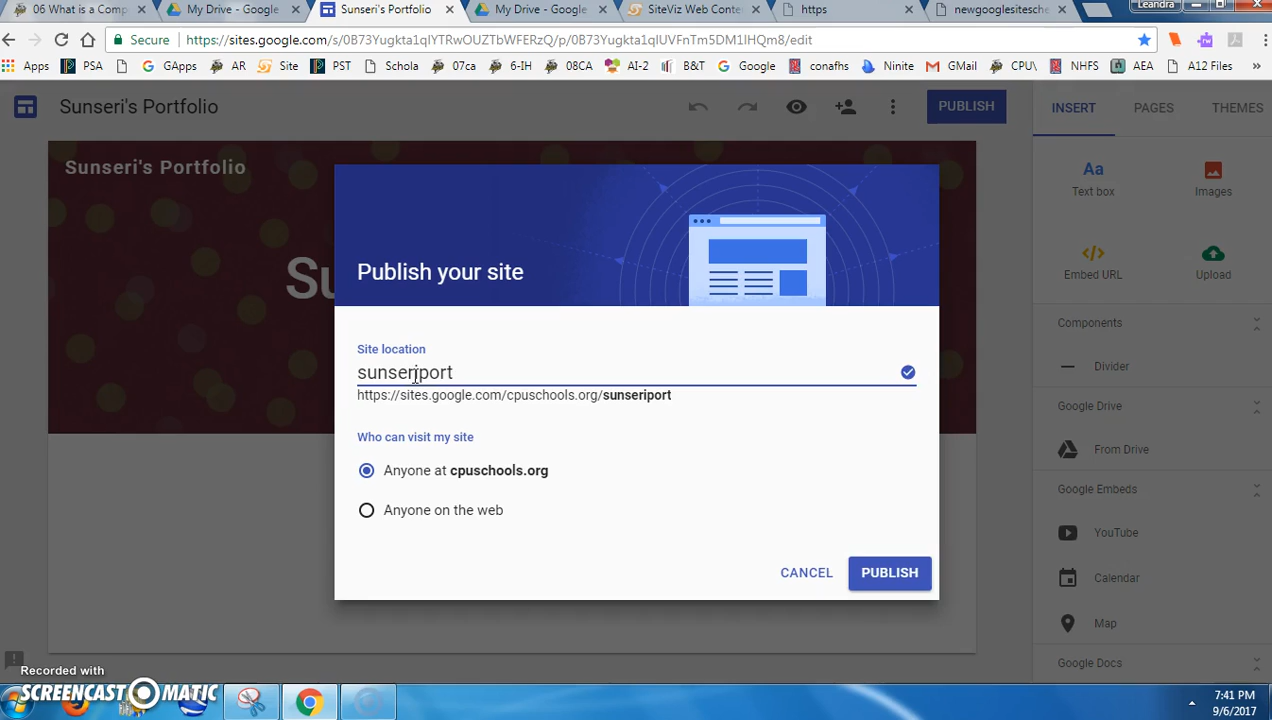 06 What is a Comp
My Drive - Google
Sunseri's Portfolio
My Drive - Google
SiteViz Web Conte
https
newgooglesitesche
Leandra
Secure
https://sites.google.com/s/0B73Yugkta1qlYTRwOUZTbWFERzQ/p/0B73Yugkta1qlUVFnTm5DM1lHQm8/edit
Apps
PSA
GApps
AR
Site
PST
Schola
07ca
6-IH
08CA
AI-2
B&T
Google
conafhs
Ninite
GMail
CPU\
NHFS
AEA
A12 Files
»
Sunseri's Portfolio
PUBLISH
INSERT
PAGES
THEMES
Sunseri's Portfolio
Su
Publish your site
Site location
sunseriport
https://sites.google.com/cpuschools.org/sunseriport
Who can visit my site
Anyone at cpuschools.org
Anyone on the web
CANCEL
PUBLISH
Aa
Text box
Images
Embed URL
Upload
Components
Divider
Google Drive
From Drive
Google Embeds
YouTube
Calendar
Map
Google Docs
Recorded with
SCREENCAST-O-MATIC
7:41 PM
9/6/2017